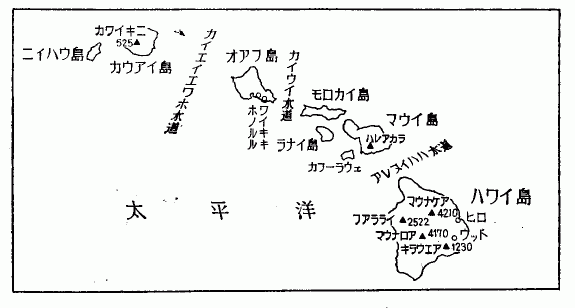 カワイキニ
525▲
ニイハウ島
カウアイ島
カイエイエワホ水道
オアフ島
ワイキキ
ホノルル
カイウイ水道
モロカイ島
ラナイ島
マウイ島
ハレアカラ
▲
カフーラウェ
アレヌイハハ水道
太平洋
ハワイ島
マウナケア
▲4210
ヒロ
フアラライ▲2522
マウナロア▲4170
ウッド
キラウエア▲1230